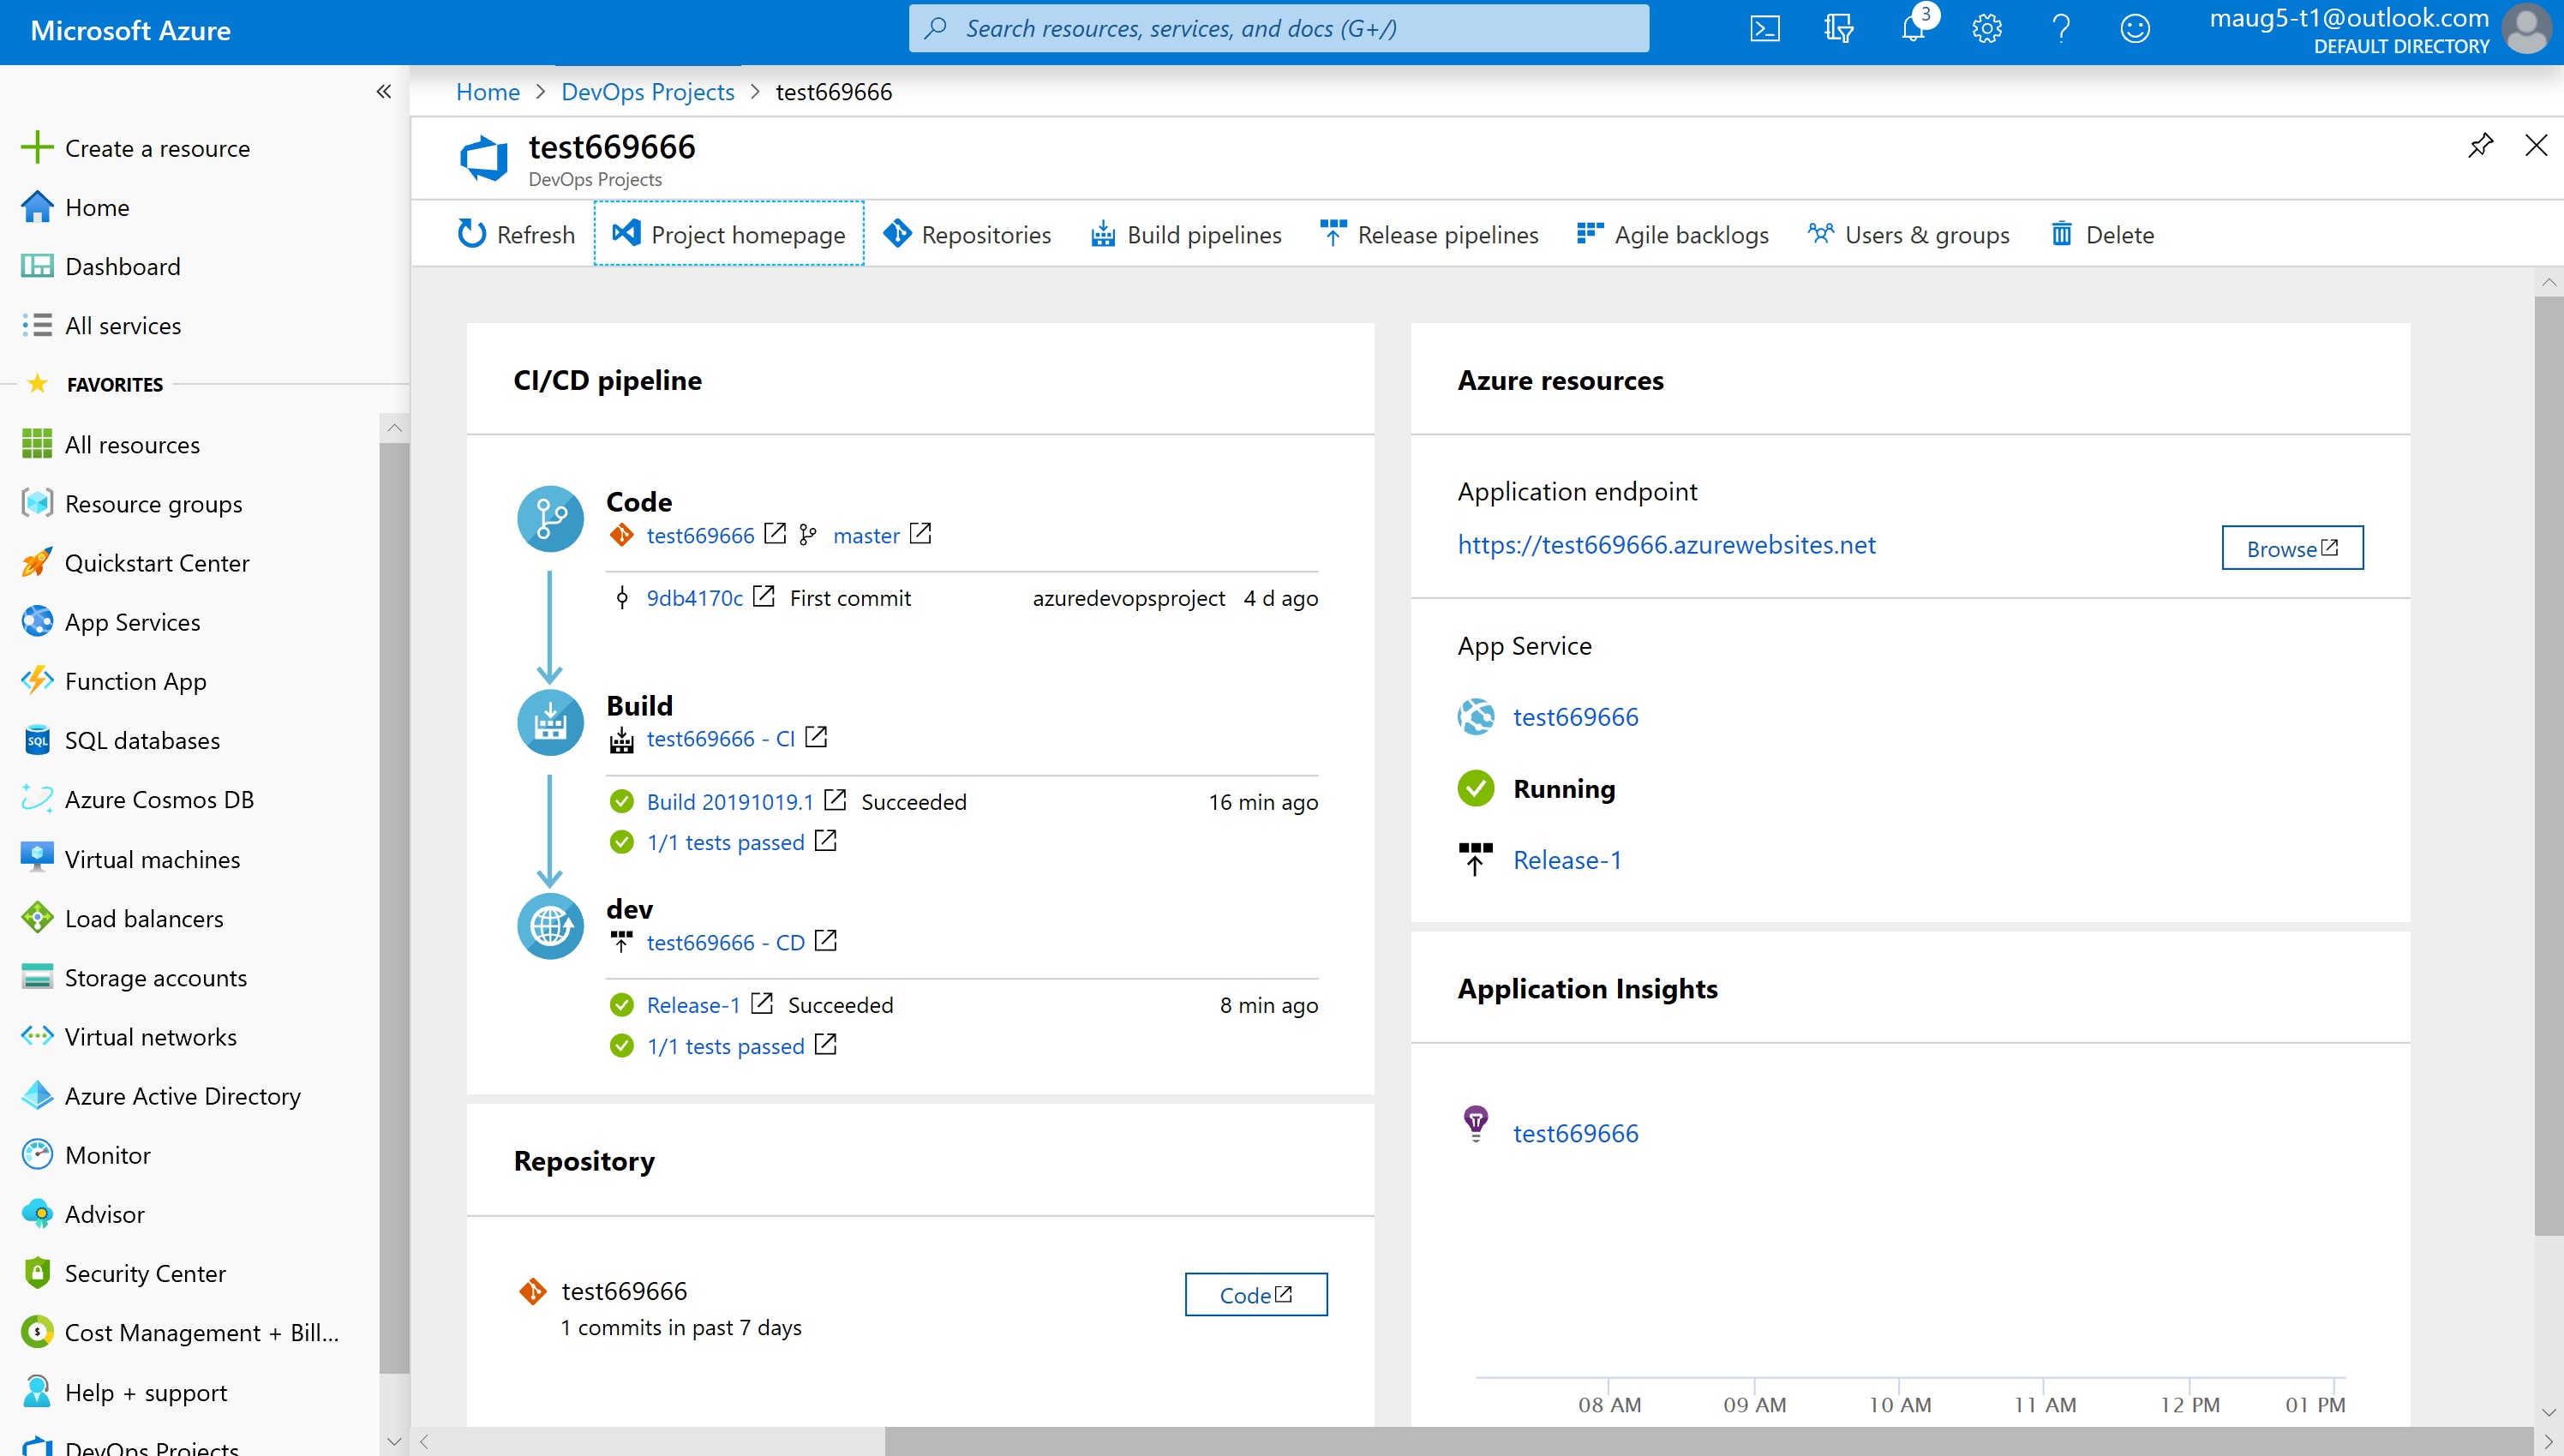 Microsoft Azure
Search resources, services, and docs (G+/)
3
maug5-t1@outlook.com
DEFAULT DIRECTORY
«
Create a resource
Home
Dashboard
All services
FAVORITES
All resources
Resource groups
Quickstart Center
App Services
Function App
SQL
SQL databases
Azure Cosmos DB
Virtual machines
Load balancers
Storage accounts
Virtual networks
Azure Active Directory
Monitor
Advisor
Security Center
Cost Management + Bill...
Help + support
DevOps Projects
Home > DevOps Projects > test669666
test669666
DevOps Projects
Refresh
Project homepage
Repositories
Build pipelines
Release pipelines
Agile backlogs
Users & groups
Delete
CI/CD pipeline
Code
test669666 master
9db4170c First commit azuredevopsproject 4 d ago
Build
test669666 - CI
Build 20191019.1 Succeeded 16 min ago
1/1 tests passed
dev
test669666 - CD
Release-1 Succeeded 8 min ago
1/1 tests passed
Repository
test669666
1 commits in past 7 days
Code
Azure resources
Application endpoint
https://test669666.azurewebsites.net
Browse
App Service
test669666
Running
Release-1
Application Insights
test669666
08 AM 09 AM 10 AM 11 AM 12 PM 01 PM